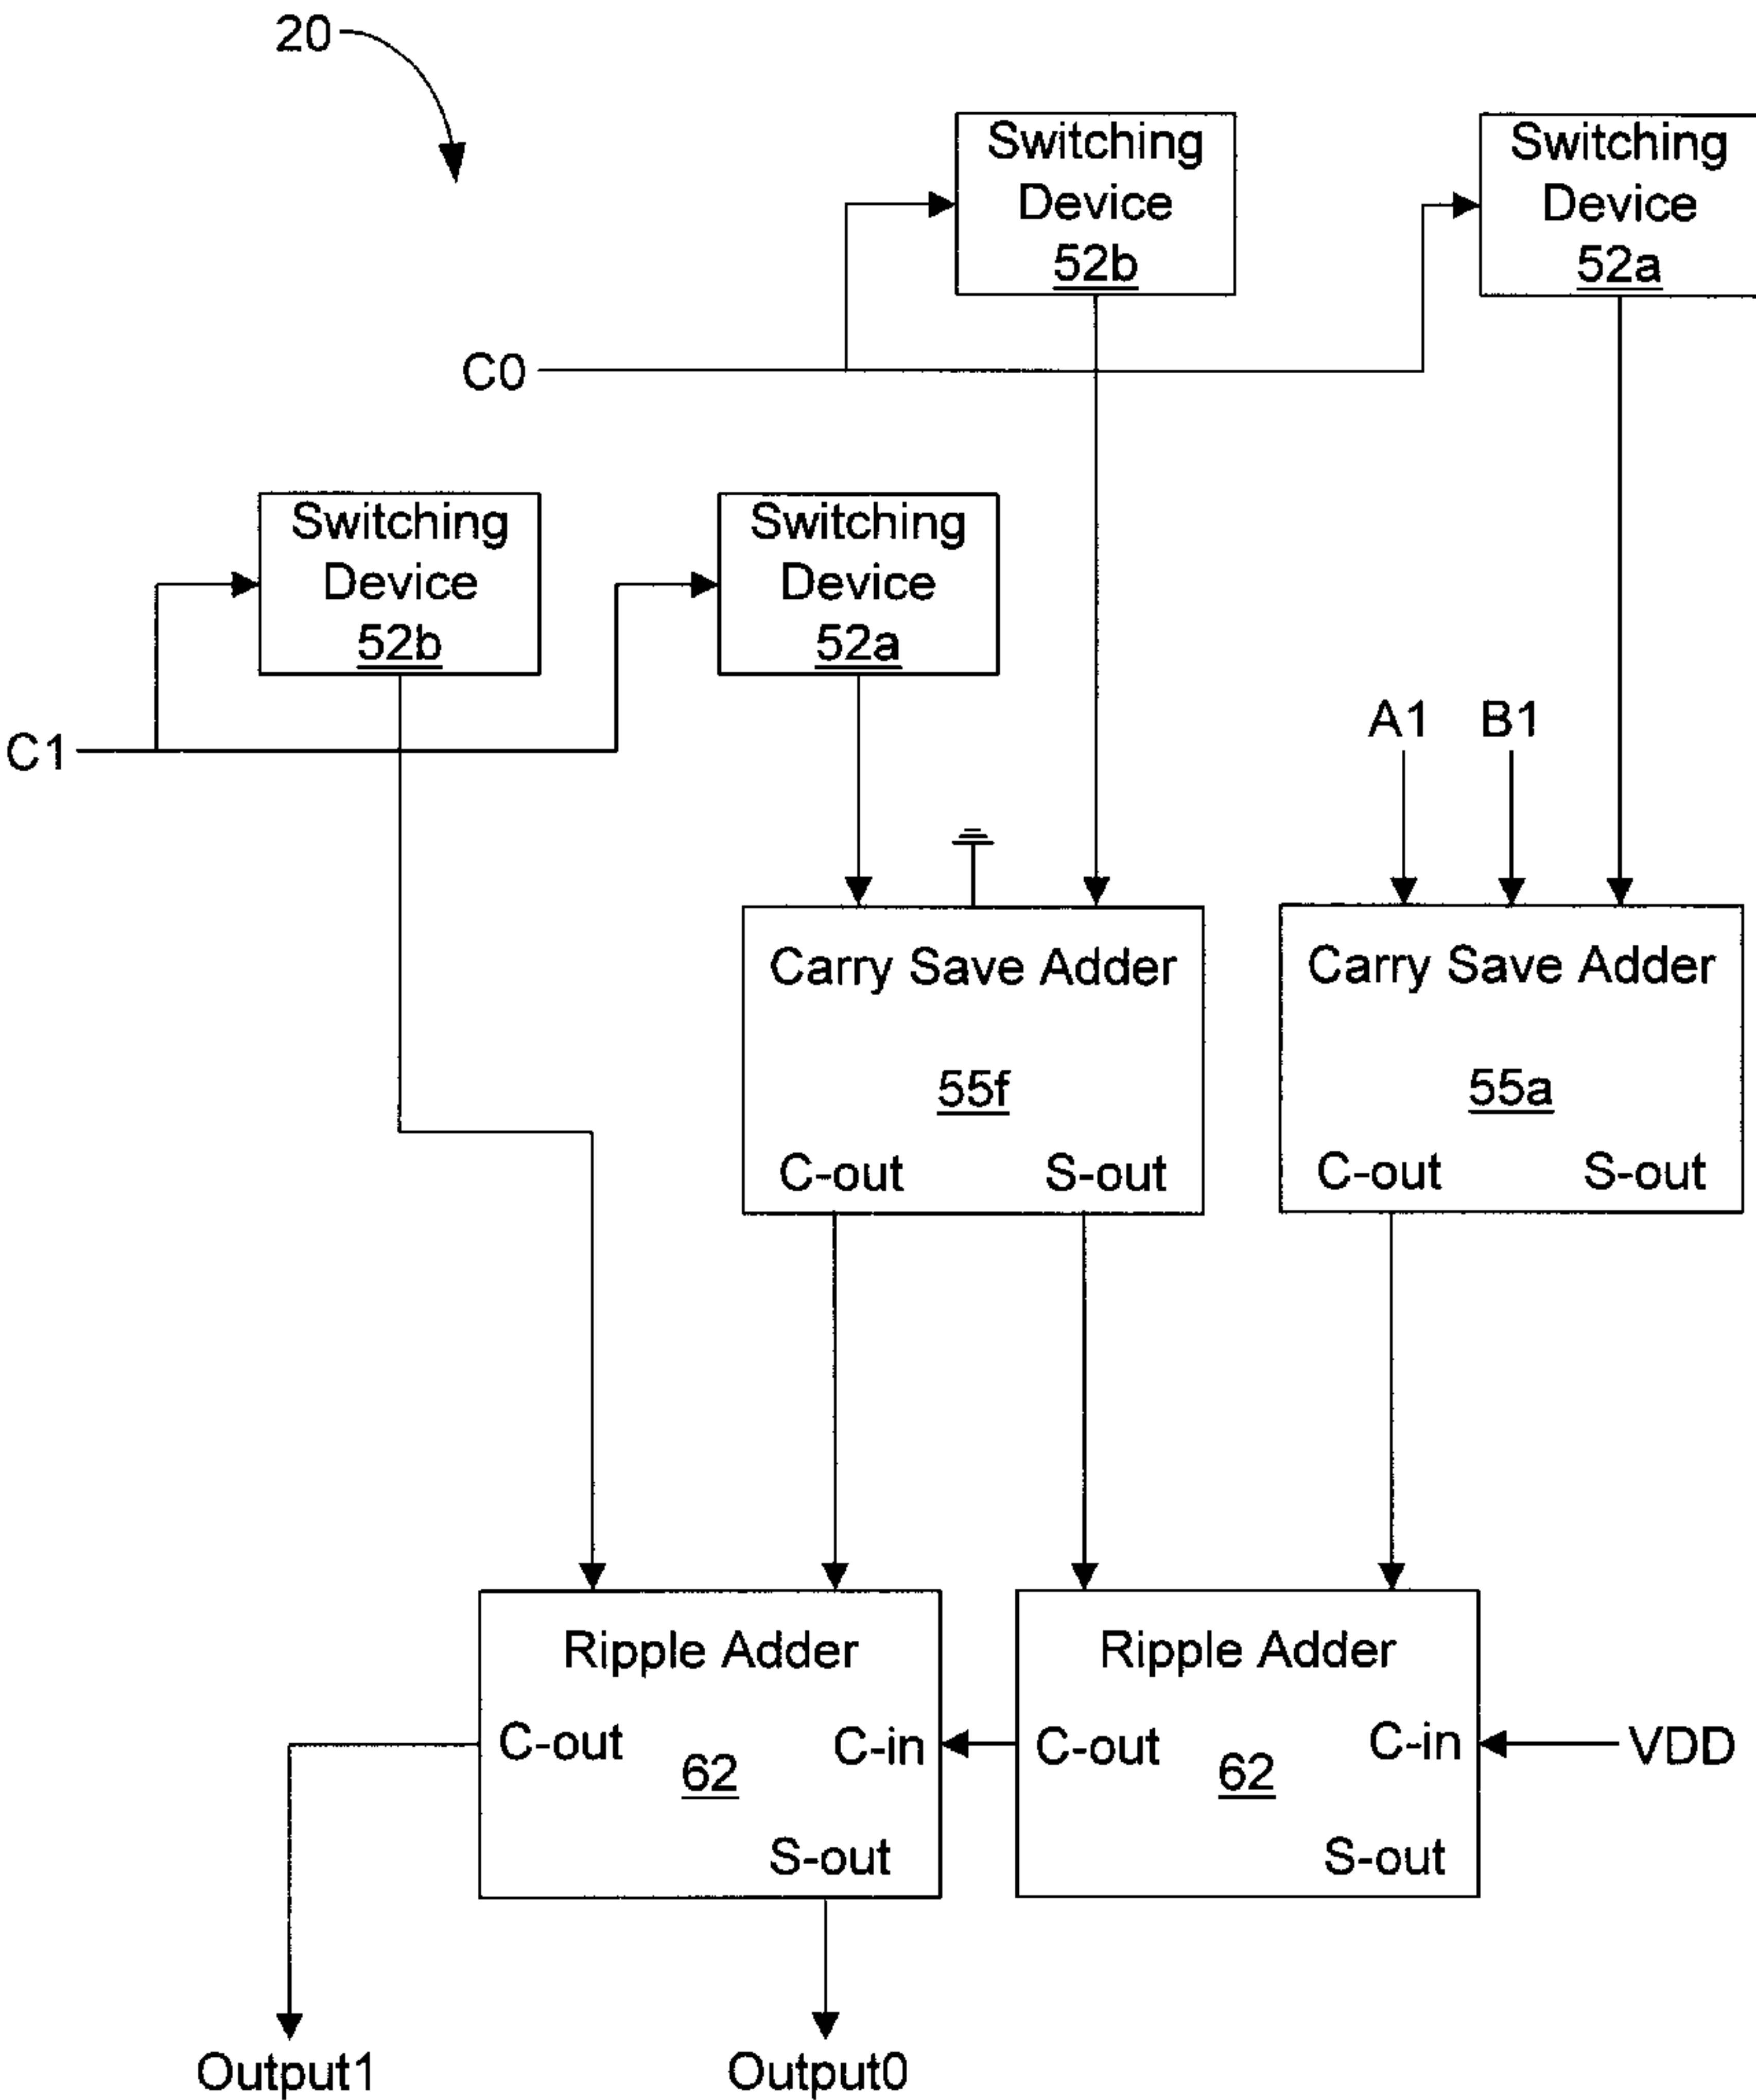 20
Switching
Device
52b
Switching
Device
52a
C0
Switching
Device
52b
Switching
Device
52a
C1
A1 B1
Carry Save Adder
55f
C-out S-out
Carry Save Adder
55a
C-out S-out
Ripple Adder
C-out C-in
62
S-out
Ripple Adder
C-out C-in
62
S-out
VDD
Output1
Output0